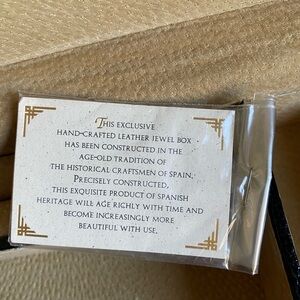 THIS EXCLUSIVE
HAND-CRAFTED LEATHER JEWEL BOX
HAS BEEN CONSTRUCTED IN THE
AGE-OLD TRADITION OF
THE HISTORICAL CRAFTSMEN OF SPAIN.
PRECISELY CONSTRUCTED,
THIS EXQUISITE PRODUCT OF SPANISH
HERITAGE WILL AGE RICHLY WITH TIME AND
BECOME INCREASINGLY MORE
BEAUTIFUL WITH USE.